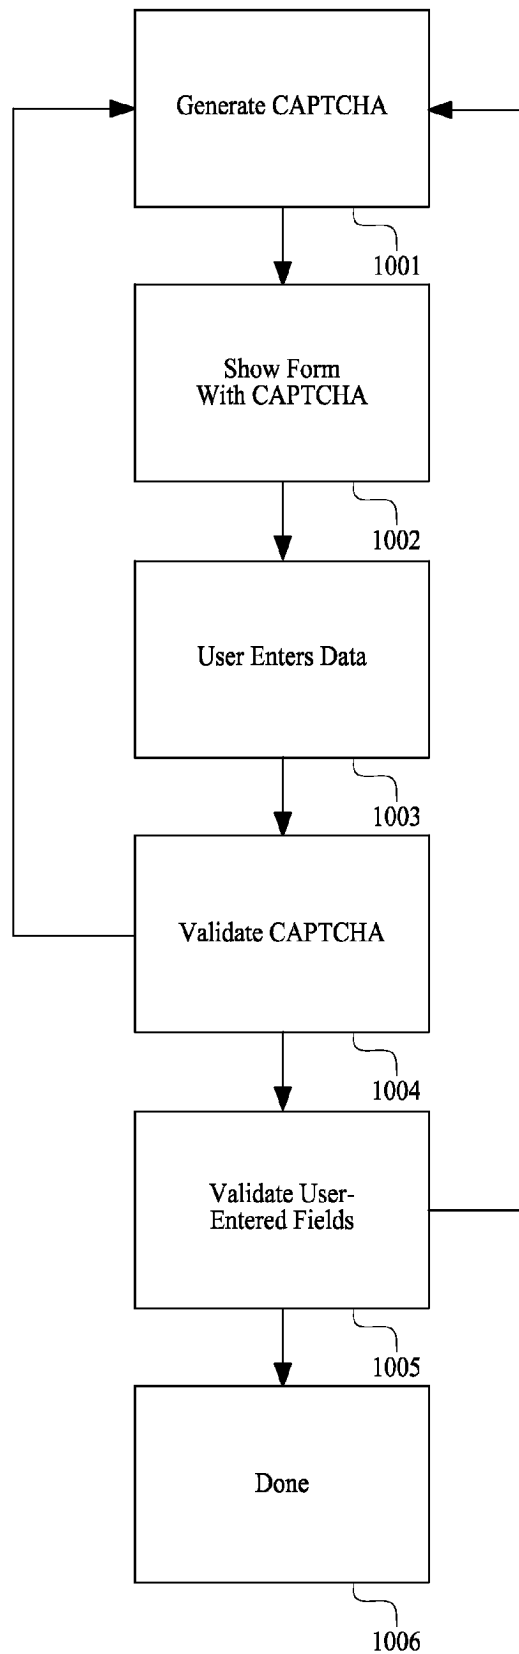 Generate CAPTCHA
1001
Show Form
With CAPTCHA
1002
User Enters Data
1003
Validate CAPTCHA
1004
Validate User-
Entered Fields
1005
Done
1006